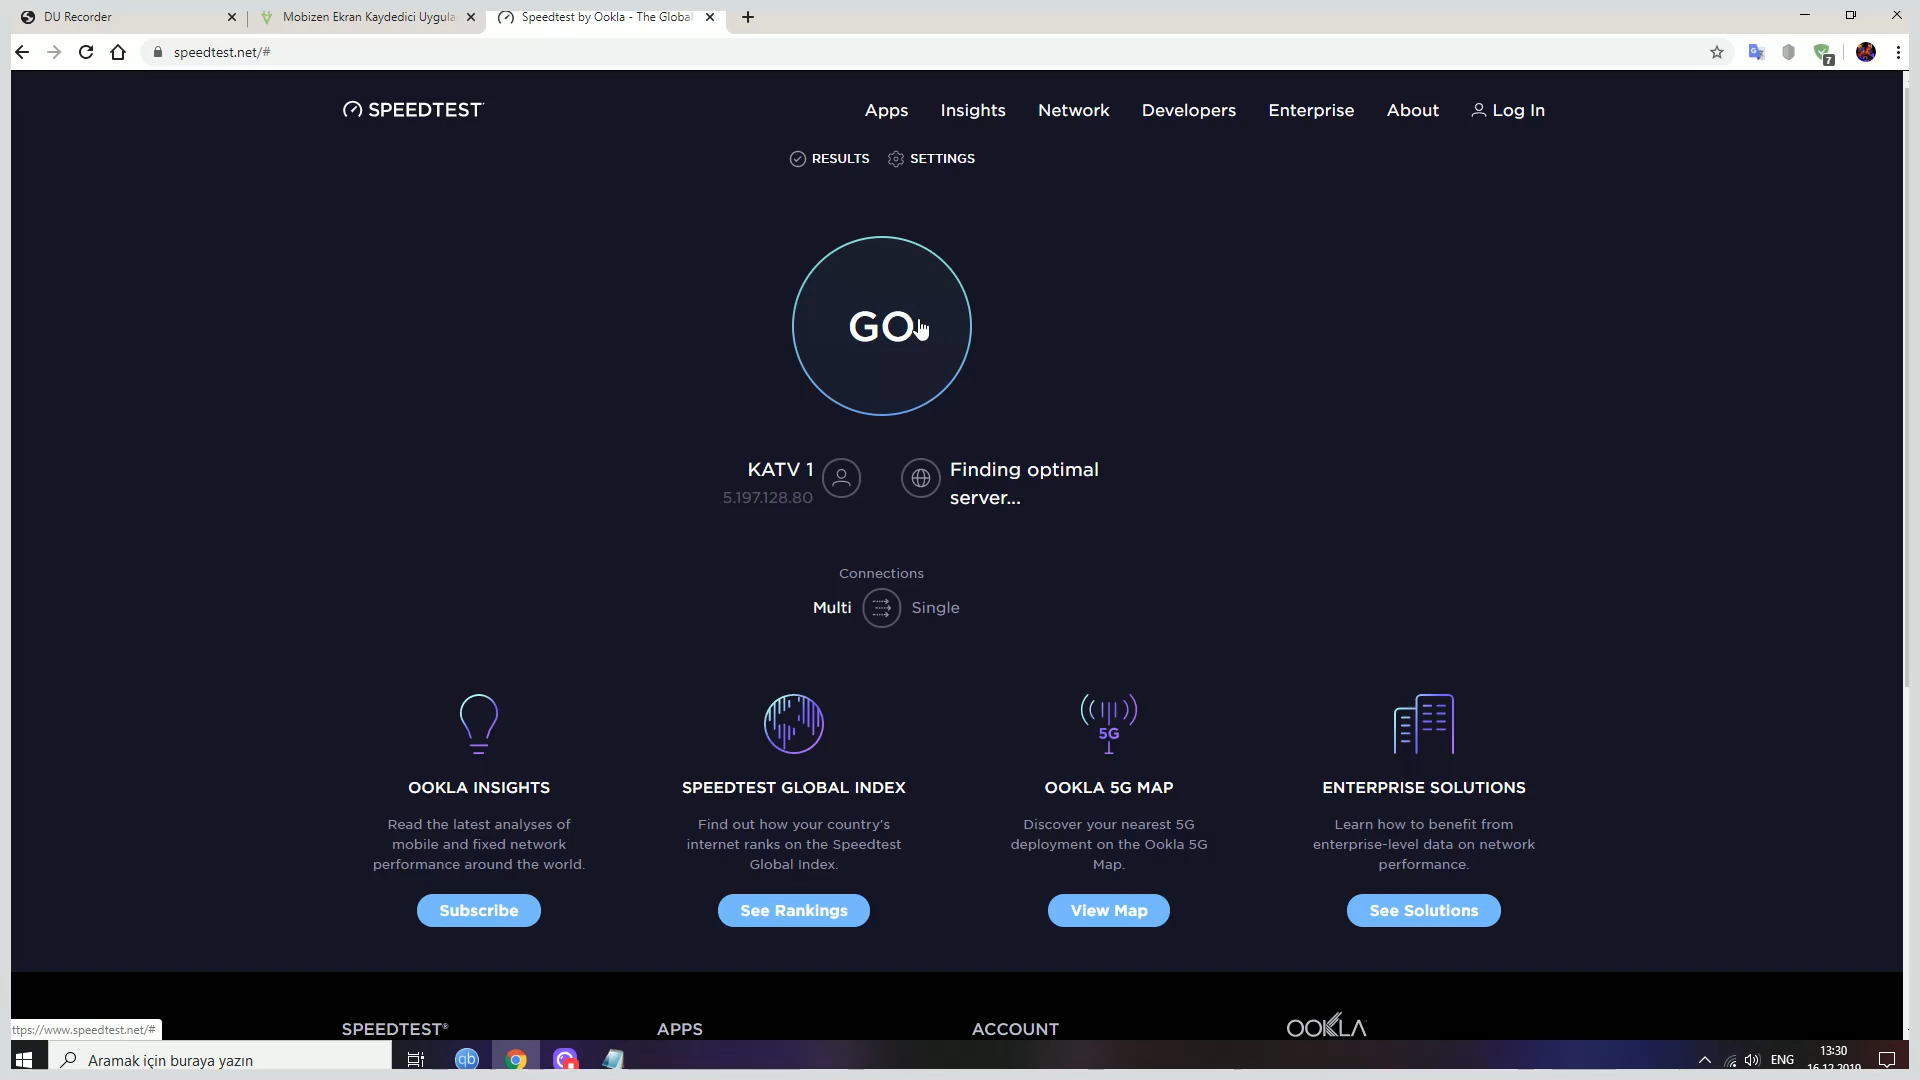 DU Recorder
Mobizen Ekran Kaydedici Uygula
Speedtest by Ookla - The Global
speedtest.net/#
7
SPEEDTEST
Apps
Insights
Network
Developers
Enterprise
About
Log In
RESULTS
SETTINGS
GO
KATV 1
5.197.128.80
Finding optimal
server...
Connections
Multi
Single
5G
OOKLA INSIGHTS
Read the latest analyses of
mobile and fixed network
performance around the world.
Subscribe
SPEEDTEST GLOBAL INDEX
Find out how your country's
internet ranks on the Speedtest
Global Index.
See Rankings
OOKLA 5G MAP
Discover your nearest 5G
deployment on the Ookla 5G
Map.
View Map
ENTERPRISE SOLUTIONS
Learn how to benefit from
enterprise-level data on network
performance.
See Solutions
ttps://www.speedtest.net/#
SPEEDTEST®
APPS
ACCOUNT
OOKLA
Aramak için buraya yazın
qb
ENG
13:30
16.12.2019